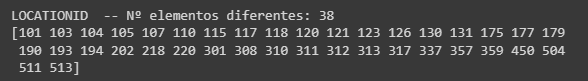 LOCATIONID  -- Nº elementos diferentes: 38
[101 103 104 105 107 110 115 117 118 120 121 123 126 130 131 175 177 179
 190 193 194 202 218 220 301 308 310 311 312 313 317 337 357 359 450 504
 511 513]